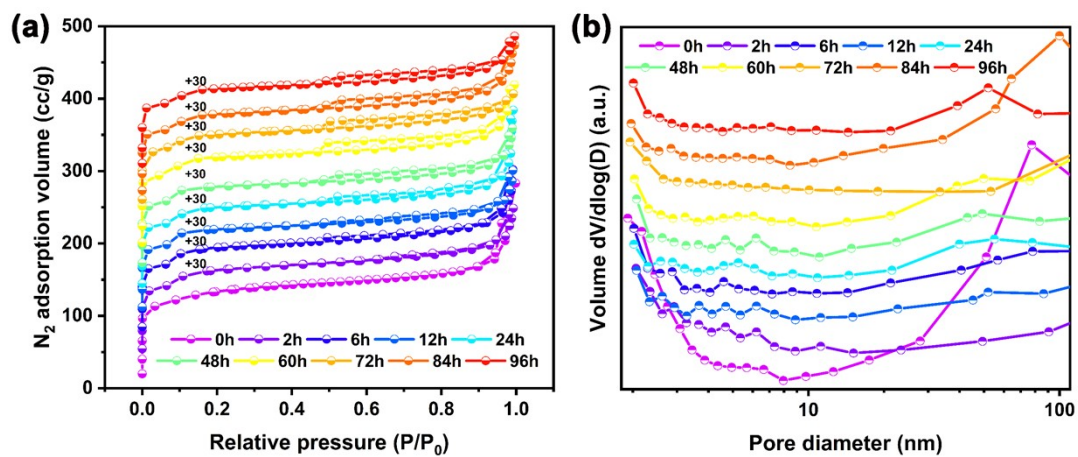 (a)
N2 adsorption volume (cc/g)
500
400
300
200
100
0
+30
+30
+30
+30
+30
+30
+30
+30
+30
0h 2h 6h 12h 24h
48h 60h 72h 84h 96h
0.0 0.2 0.4 0.6 0.8 1.0
Relative pressure (P/P0)
(b)
Volume dV/dlog(D) (a.u.)
0h 2h 6h 12h 24h
48h 60h 72h 84h 96h
10 100
Pore diameter (nm)